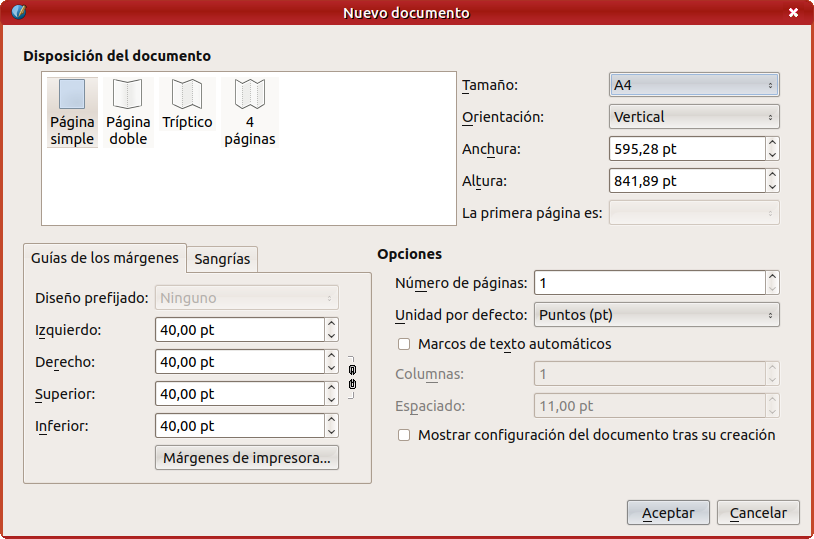 Nuevo documento
Disposición del documento
Página simple
Página doble
Tríptico
4 páginas
Tamaño: A4
Orientación: Vertical
Anchura: 595,28 pt
Altura: 841,89 pt
La primera página es:
Guías de los márgenes
Sangrías
Diseño prefijado: Ninguno
Izquierdo: 40,00 pt
Derecho: 40,00 pt
Superior: 40,00 pt
Inferior: 40,00 pt
Márgenes de impresora...
Opciones
Número de páginas: 1
Unidad por defecto: Puntos (pt)
Marcos de texto automáticos
Columnas: 1
Espaciado: 11,00 pt
Mostrar configuración del documento tras su creación
Aceptar
Cancelar